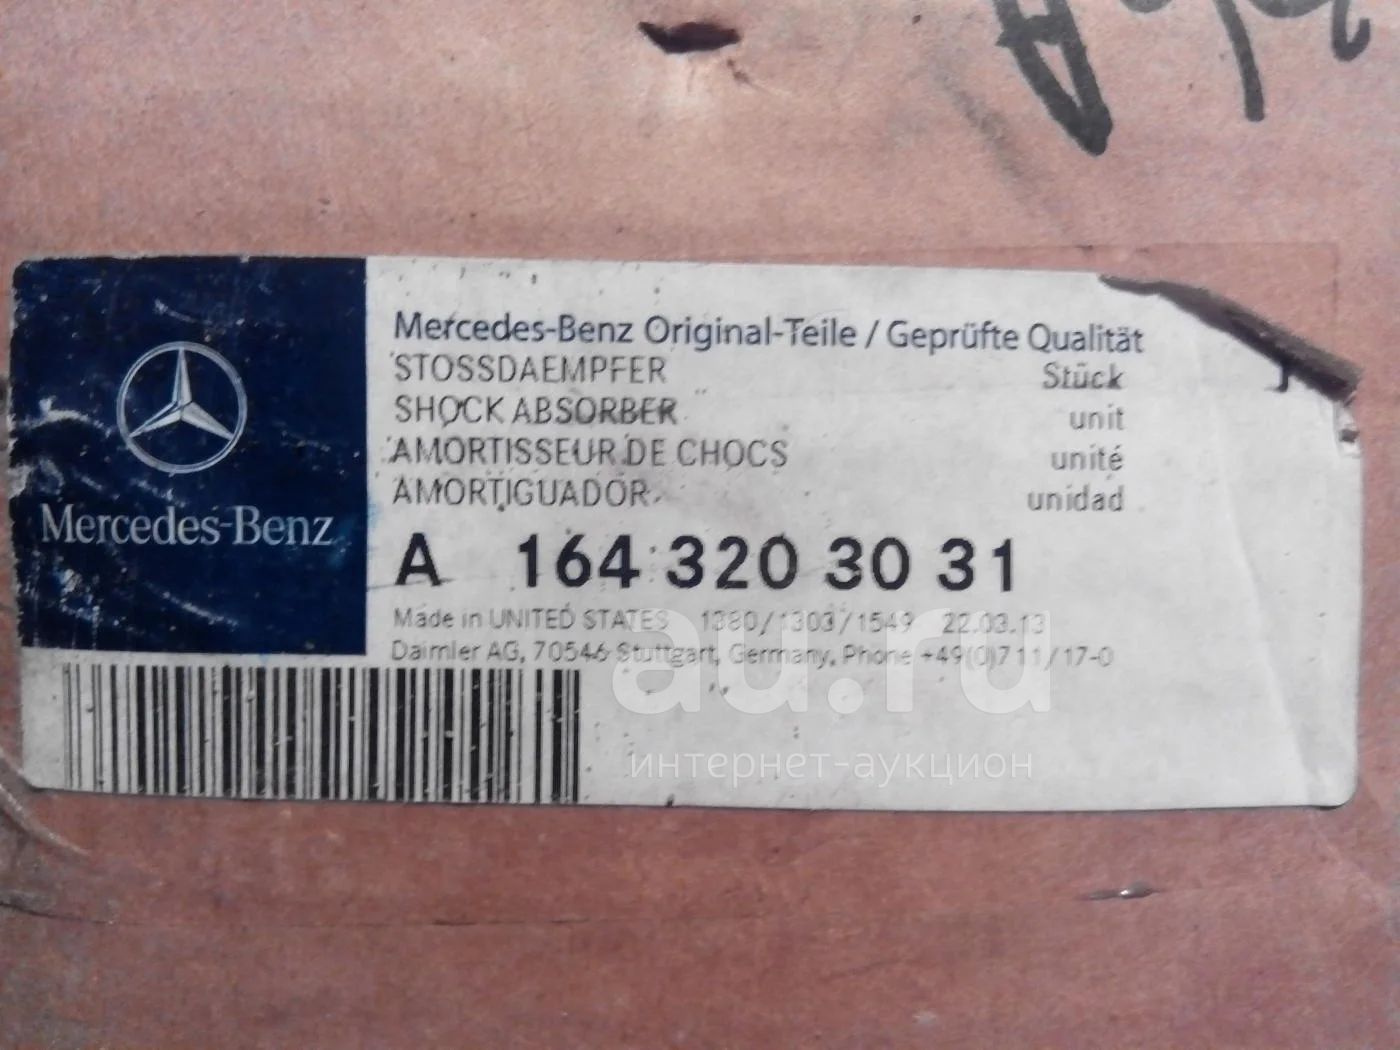 Mercedes-Benz
Mercedes-Benz Original-Teile / Geprüfte Qualität
STOSSDAEMPFER Stück
SHOCK ABSORBER unit
AMORTISSEUR DE CHOCS unité
AMORTIGUADOR unidad
A 164 320 30 31
Made in UNITED STATES 1380/1303/1549 22.03.13
Daimler AG, 70546 Stuttgart, Germany, Phone +49(0)711/17-0
au.ru
интернет-аукцион